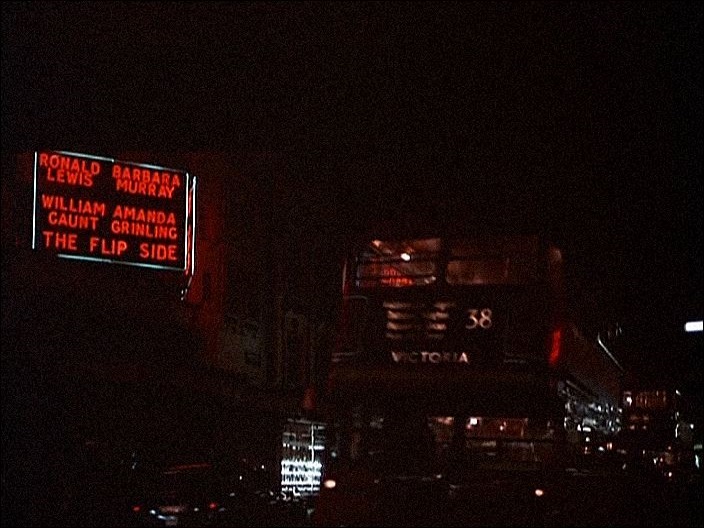 RONALD BARBARA
LEWIS MURRAY
WILLIAM AMANDA
GAUNT GRINLING
THE FLIP SIDE
38
VICTORIA